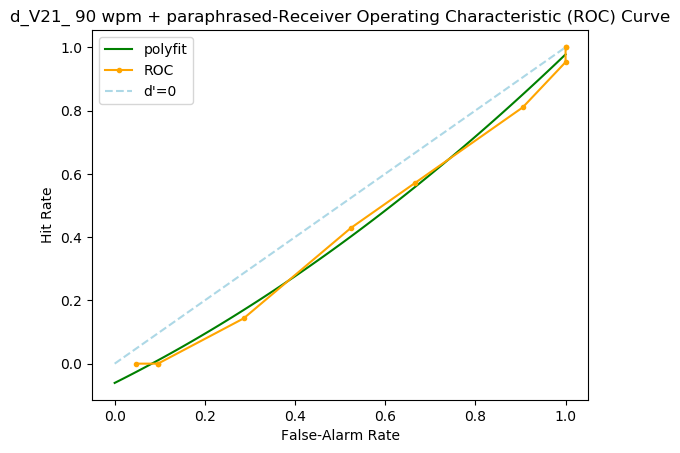 d_V21_ 90 wpm + paraphrased-Receiver Operating Characteristic (ROC) Curve
polyfit
ROC
d'=0
1.0
0.8
0.6
0.4
0.2
0.0
Hit Rate
0.0 0.2 0.4 0.6 0.8 1.0
False-Alarm Rate